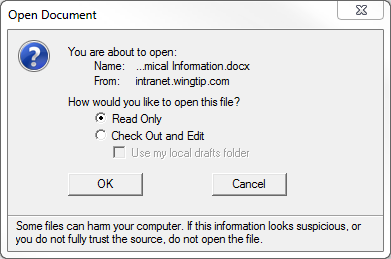 Open Document
You are about to open:
Name: ...mical Information.docx
From: intranet.wingtip.com
How would you like to open this file?
Read Only
Check Out and Edit
Use my local drafts folder
OK Cancel
Some files can harm your computer. If this information looks suspicious, or
you do not fully trust the source, do not open the file.